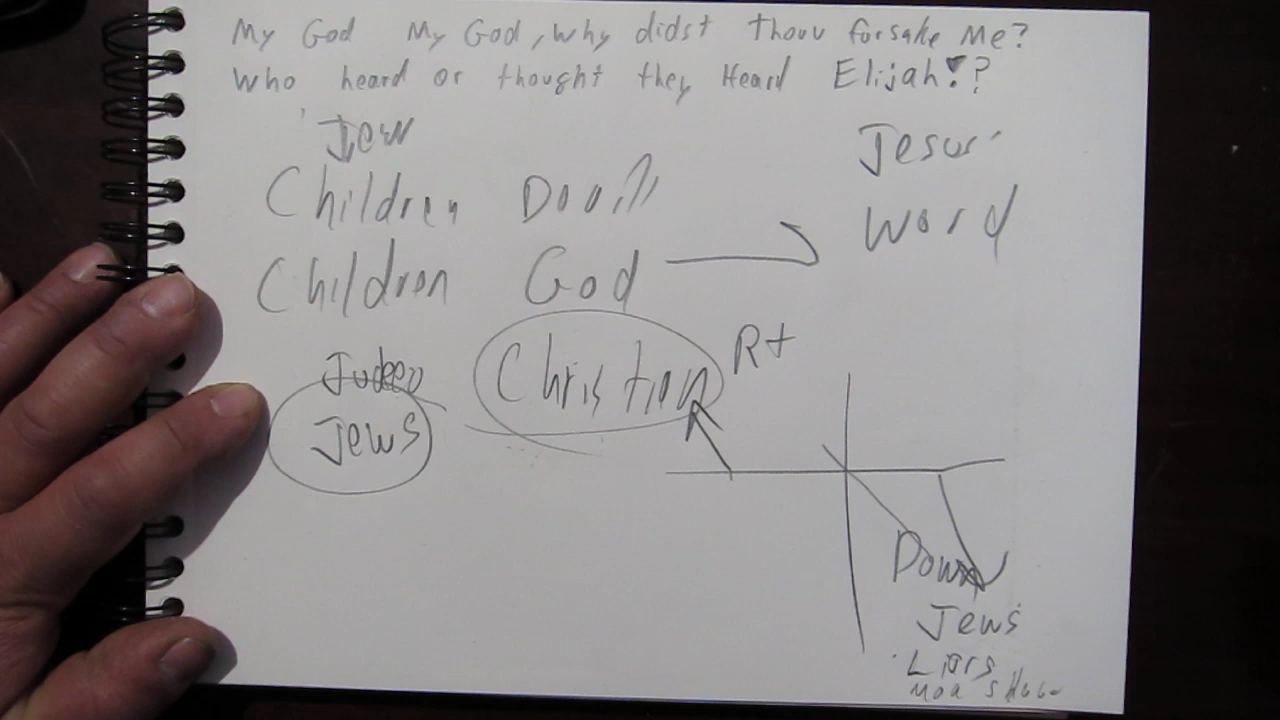 My God My God, Why didst Thou forsake Me?
Who heard or thought they Heard Elijah!?
Jew
Jesus
Children
Word
Children God
Christian Rt
Jews
Down
Jews
Liars